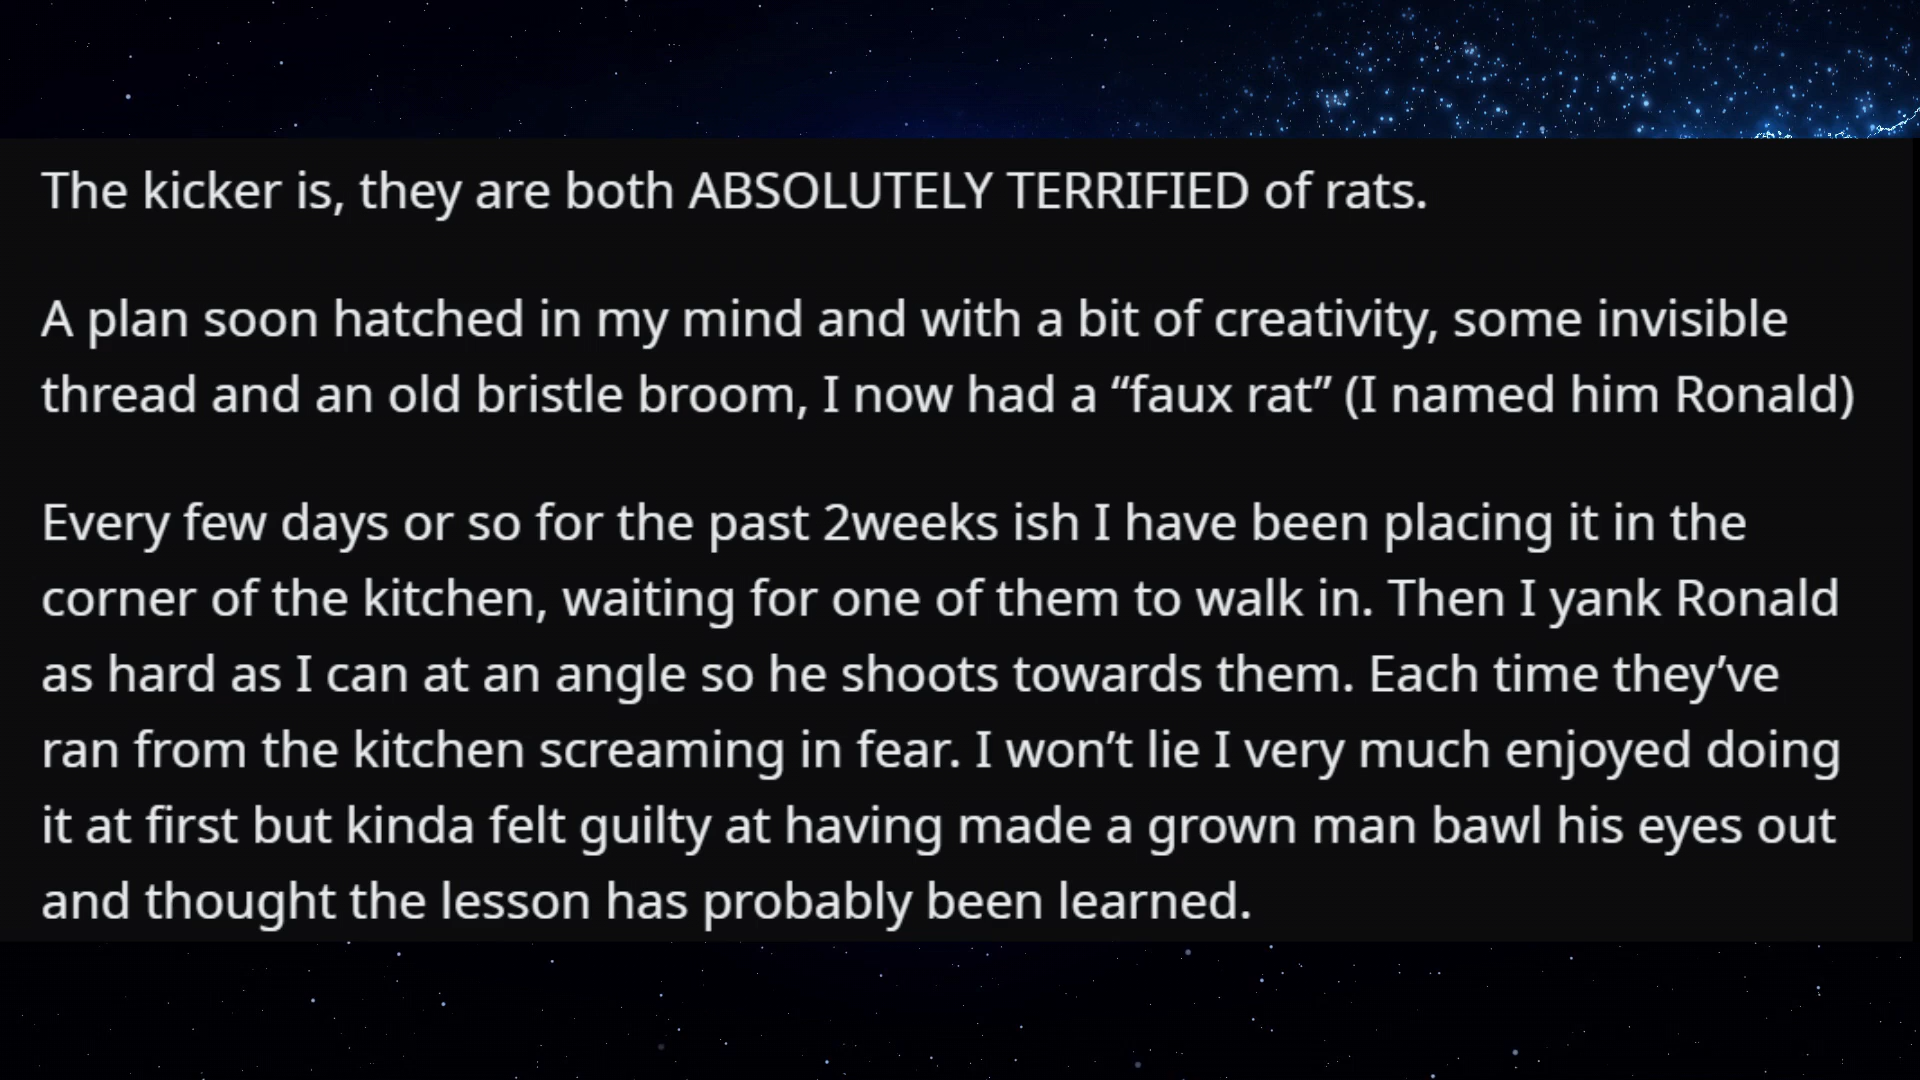 The kicker is, they are both ABSOLUTELY TERRIFIED of rats.
A plan soon hatched in my mind and with a bit of creativity, some invisible
thread and an old bristle broom, I now had a “faux rat” (I named him Ronald)
Every few days or so for the past 2weeks ish I have been placing it in the
corner of the kitchen, waiting for one of them to walk in. Then I yank Ronald
as hard as I can at an angle so he shoots towards them. Each time they’ve
ran from the kitchen screaming in fear. I won’t lie I very much enjoyed doing
it at first but kinda felt guilty at having made a grown man bawl his eyes out
and thought the lesson has probably been learned.